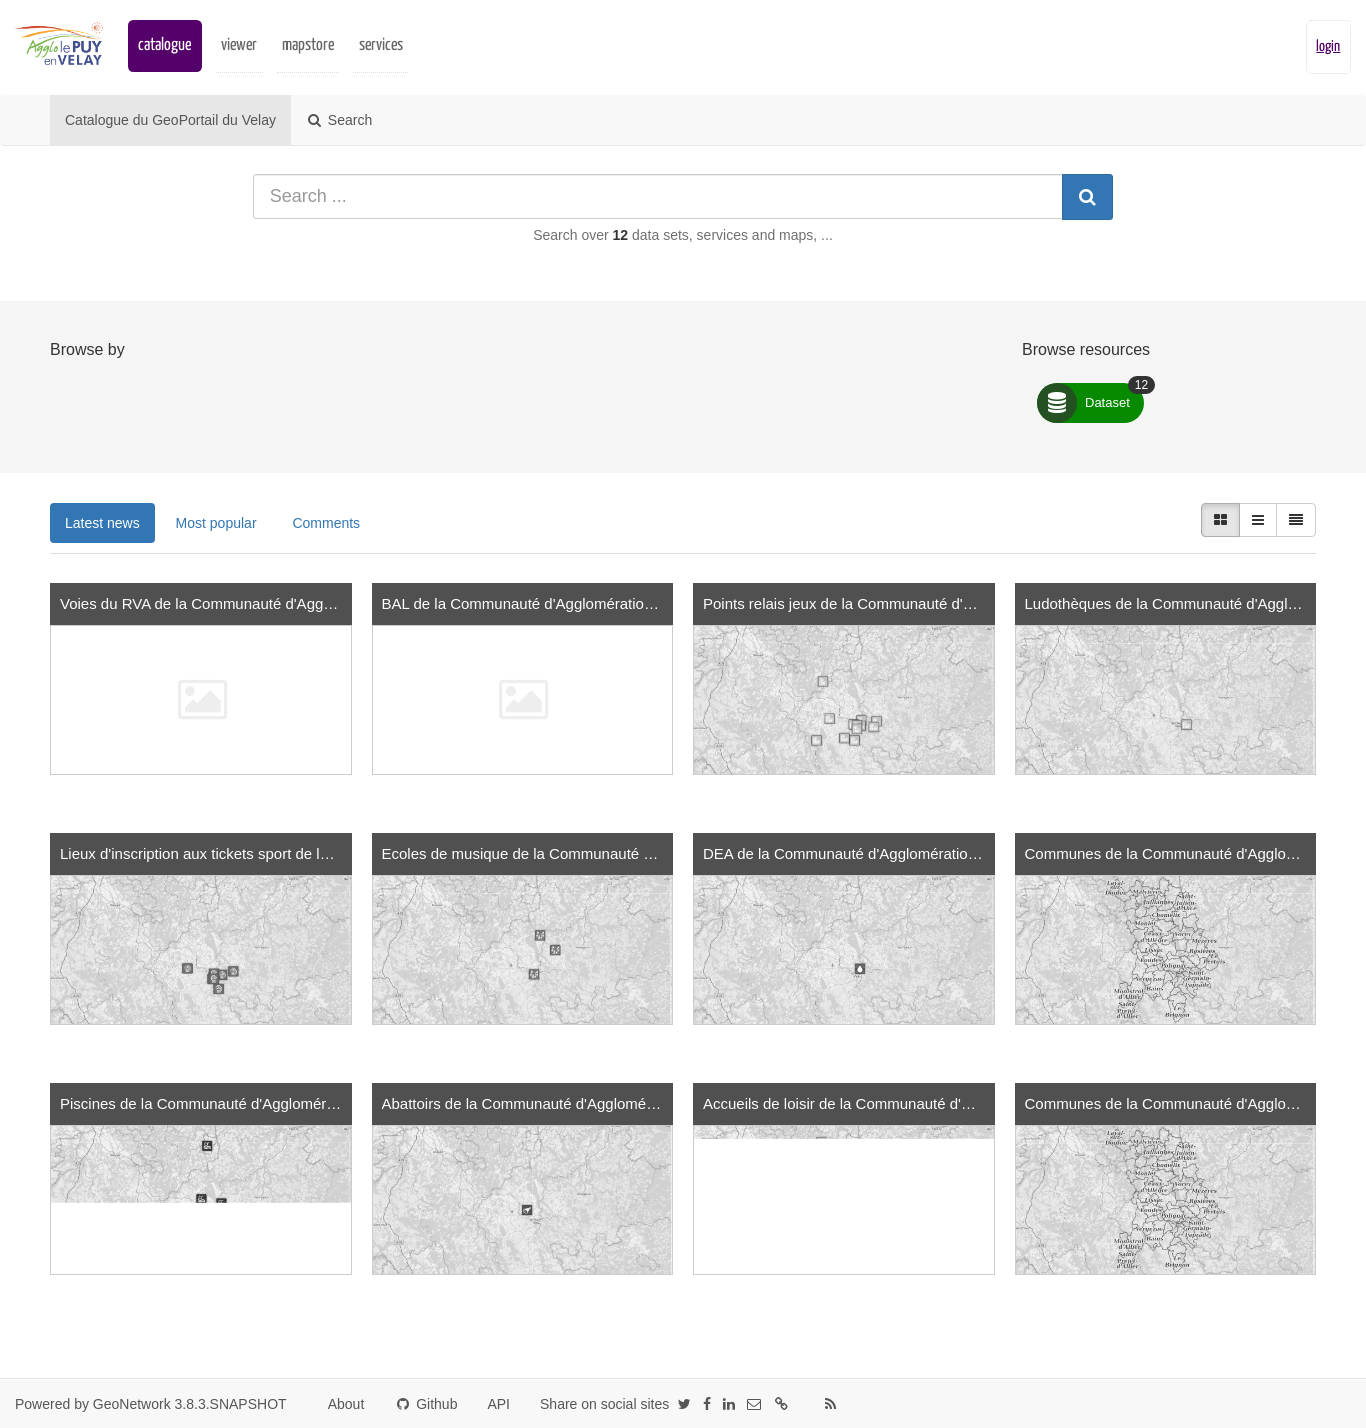 Agglo le PUY
en VELAY
catalogue
viewer
mapstore
services
login
Catalogue du GeoPortail du Velay
Search
Search ...
Search over 12 data sets, services and maps, ...
Browse by
Browse resources
12
Dataset
Latest news
Most popular
Comments
Voies du RVA de la Communauté d'Agg…
BAL de la Communauté d'Agglomératio…
Points relais jeux de la Communauté d'…
Ludothèques de la Communauté d'Aggl…
Lieux d'inscription aux tickets sport de l…
Ecoles de musique de la Communauté …
DEA de la Communauté d'Agglomératio…
Communes de la Communauté d'Agglo…
Piscines de la Communauté d'Agglomér…
Abattoirs de la Communauté d'Agglomé…
Accueils de loisir de la Communauté d'…
Communes de la Communauté d'Agglo…
Powered by GeoNetwork 3.8.3.SNAPSHOT
About
Github
API
Share on social sites